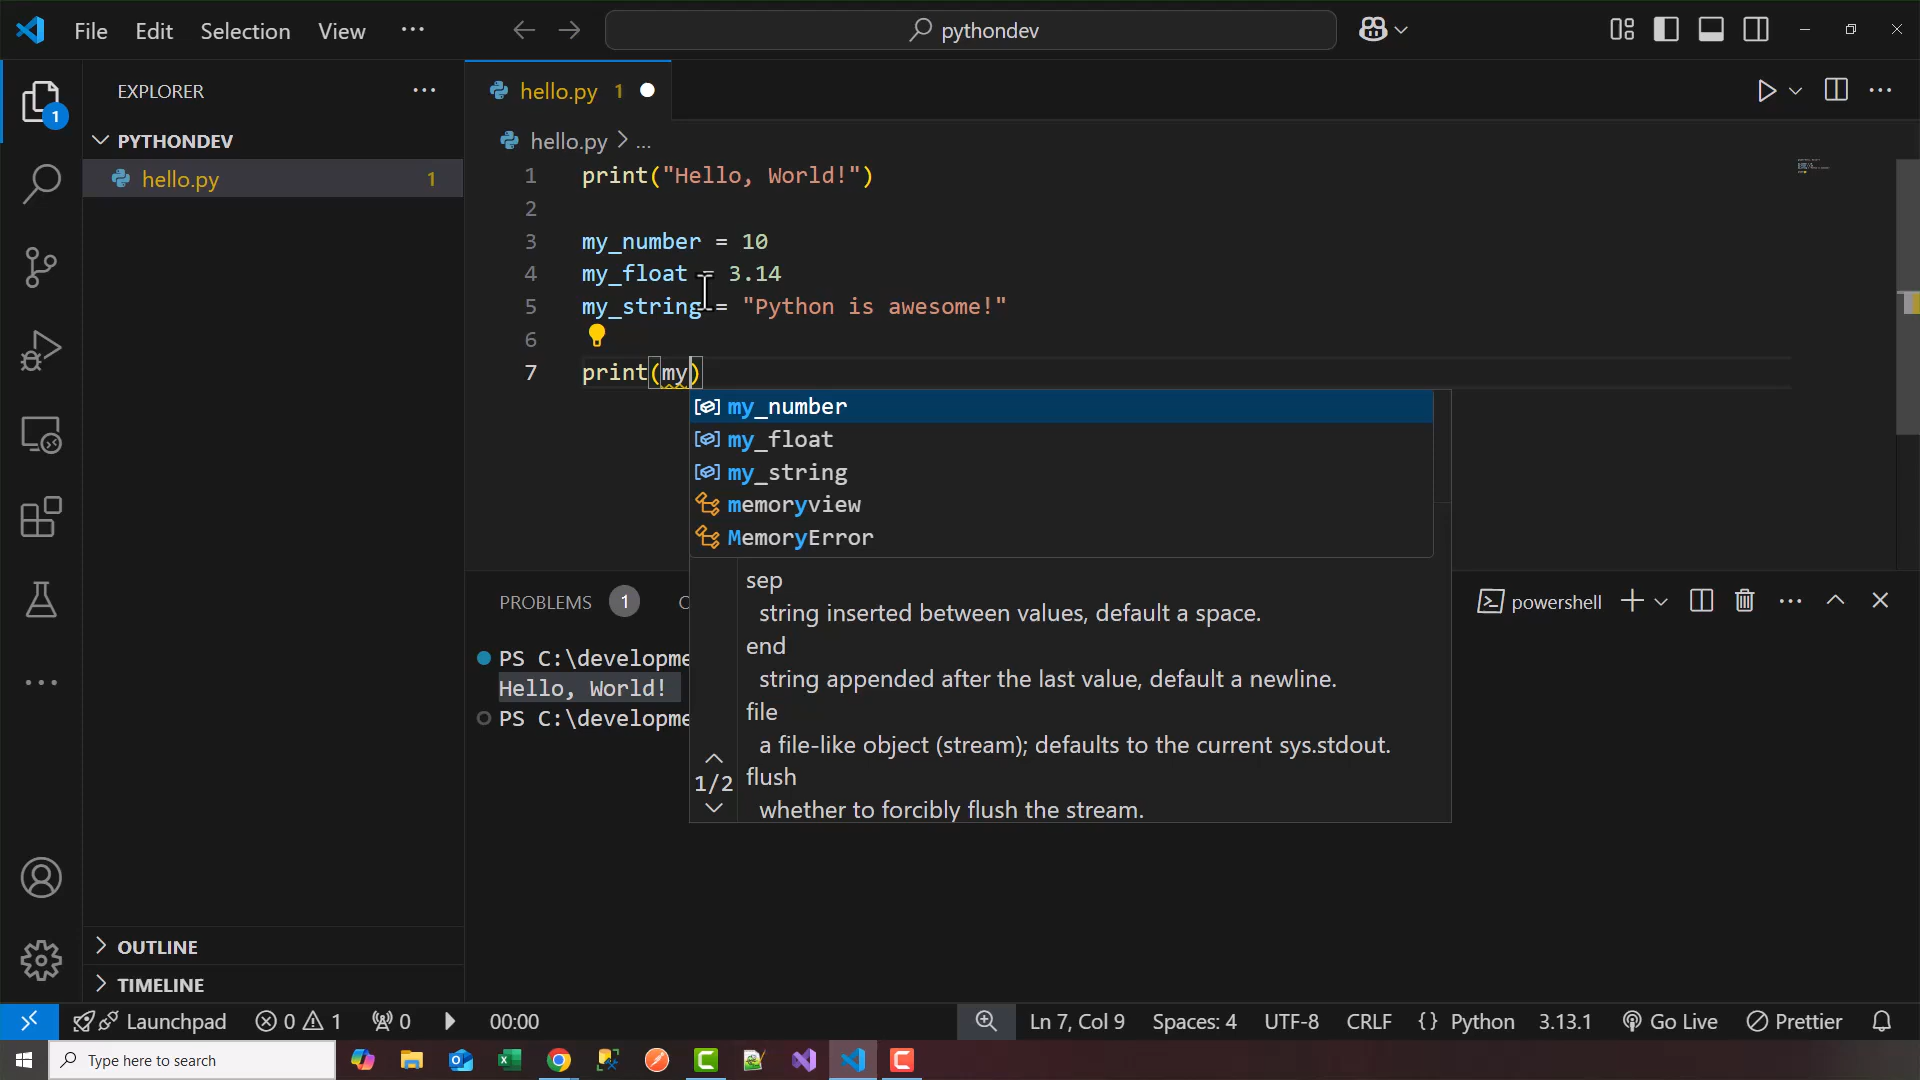 File Edit Selection View ··· pythondev
EXPLORER ···
PYTHONDEV
hello.py 1
hello.py 1
hello.py > ...
1 print("Hello, World!")
2
3 my_number = 10
4 my_float = 3.14
5 my_string = "Python is awesome!"
6
7 print(my)
my_number
my_float
my_string
memoryview
MemoryError
sep
string inserted between values, default a space.
end
string appended after the last value, default a newline.
file
a file-like object (stream); defaults to the current sys.stdout.
flush
whether to forcibly flush the stream.
1/2
PROBLEMS 1
powershell
PS C:\developme
Hello, World!
PS C:\developme
1
OUTLINE
TIMELINE
Launchpad 0 1 0 00:00 Ln 7, Col 9 Spaces: 4 UTF-8 CRLF {} Python 3.13.1 Go Live Prettier
Type here to search